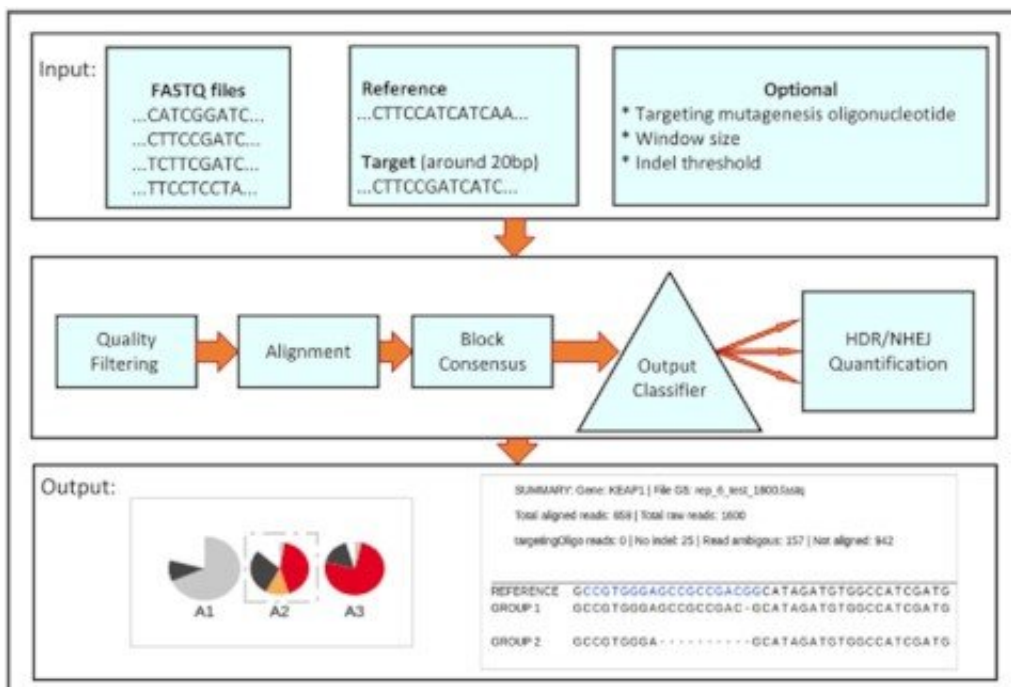 Input:
FASTQ files
...CATCGGATC...
...CTTCCGATC...
...TCTTCGATC...
...TTCCTCCTA...
Reference
...CTTCCATCATCAA...
Target (around 20bp)
...CTTCCGATCATC...
Optional
* Targeting mutagenesis oligonucleotide
* Window size
* Indel threshold
Quality
Filtering
Alignment
Block
Consensus
Output
Classifier
HDR/NHEJ
Quantification
Output:
A1
A2
A3
SUMMARY: Gene: KEAP1 | File GS: rep_6_test_1600.fastq
Total aligned reads: 658 | Total raw reads: 1600
targetingOligo reads: 0 | No indel: 25 | Read ambigous: 157 | Not aligned: 942
REFERENCE GCCGTGGGAGCCGCCGACGGCATAGATGTGGCCATCGATG
GROUP 1 GCCGTGGGAGCCGCCGAC-GCATAGATGTGGCCATCGATG
GROUP 2 GCCGTGGGA----------GCATAGATGTGGCCATCGATG